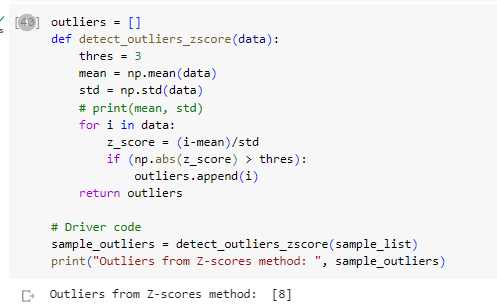 [40] outliers = []
def detect_outliers_zscore(data):
    thres = 3
    mean = np.mean(data)
    std = np.std(data)
    # print(mean, std)
    for i in data:
        z_score = (i-mean)/std
        if (np.abs(z_score) > thres):
            outliers.append(i)
    return outliers
# Driver code
sample_outliers = detect_outliers_zscore(sample_list)
print("Outliers from Z-scores method: ", sample_outliers)
Outliers from Z-scores method:  [8]